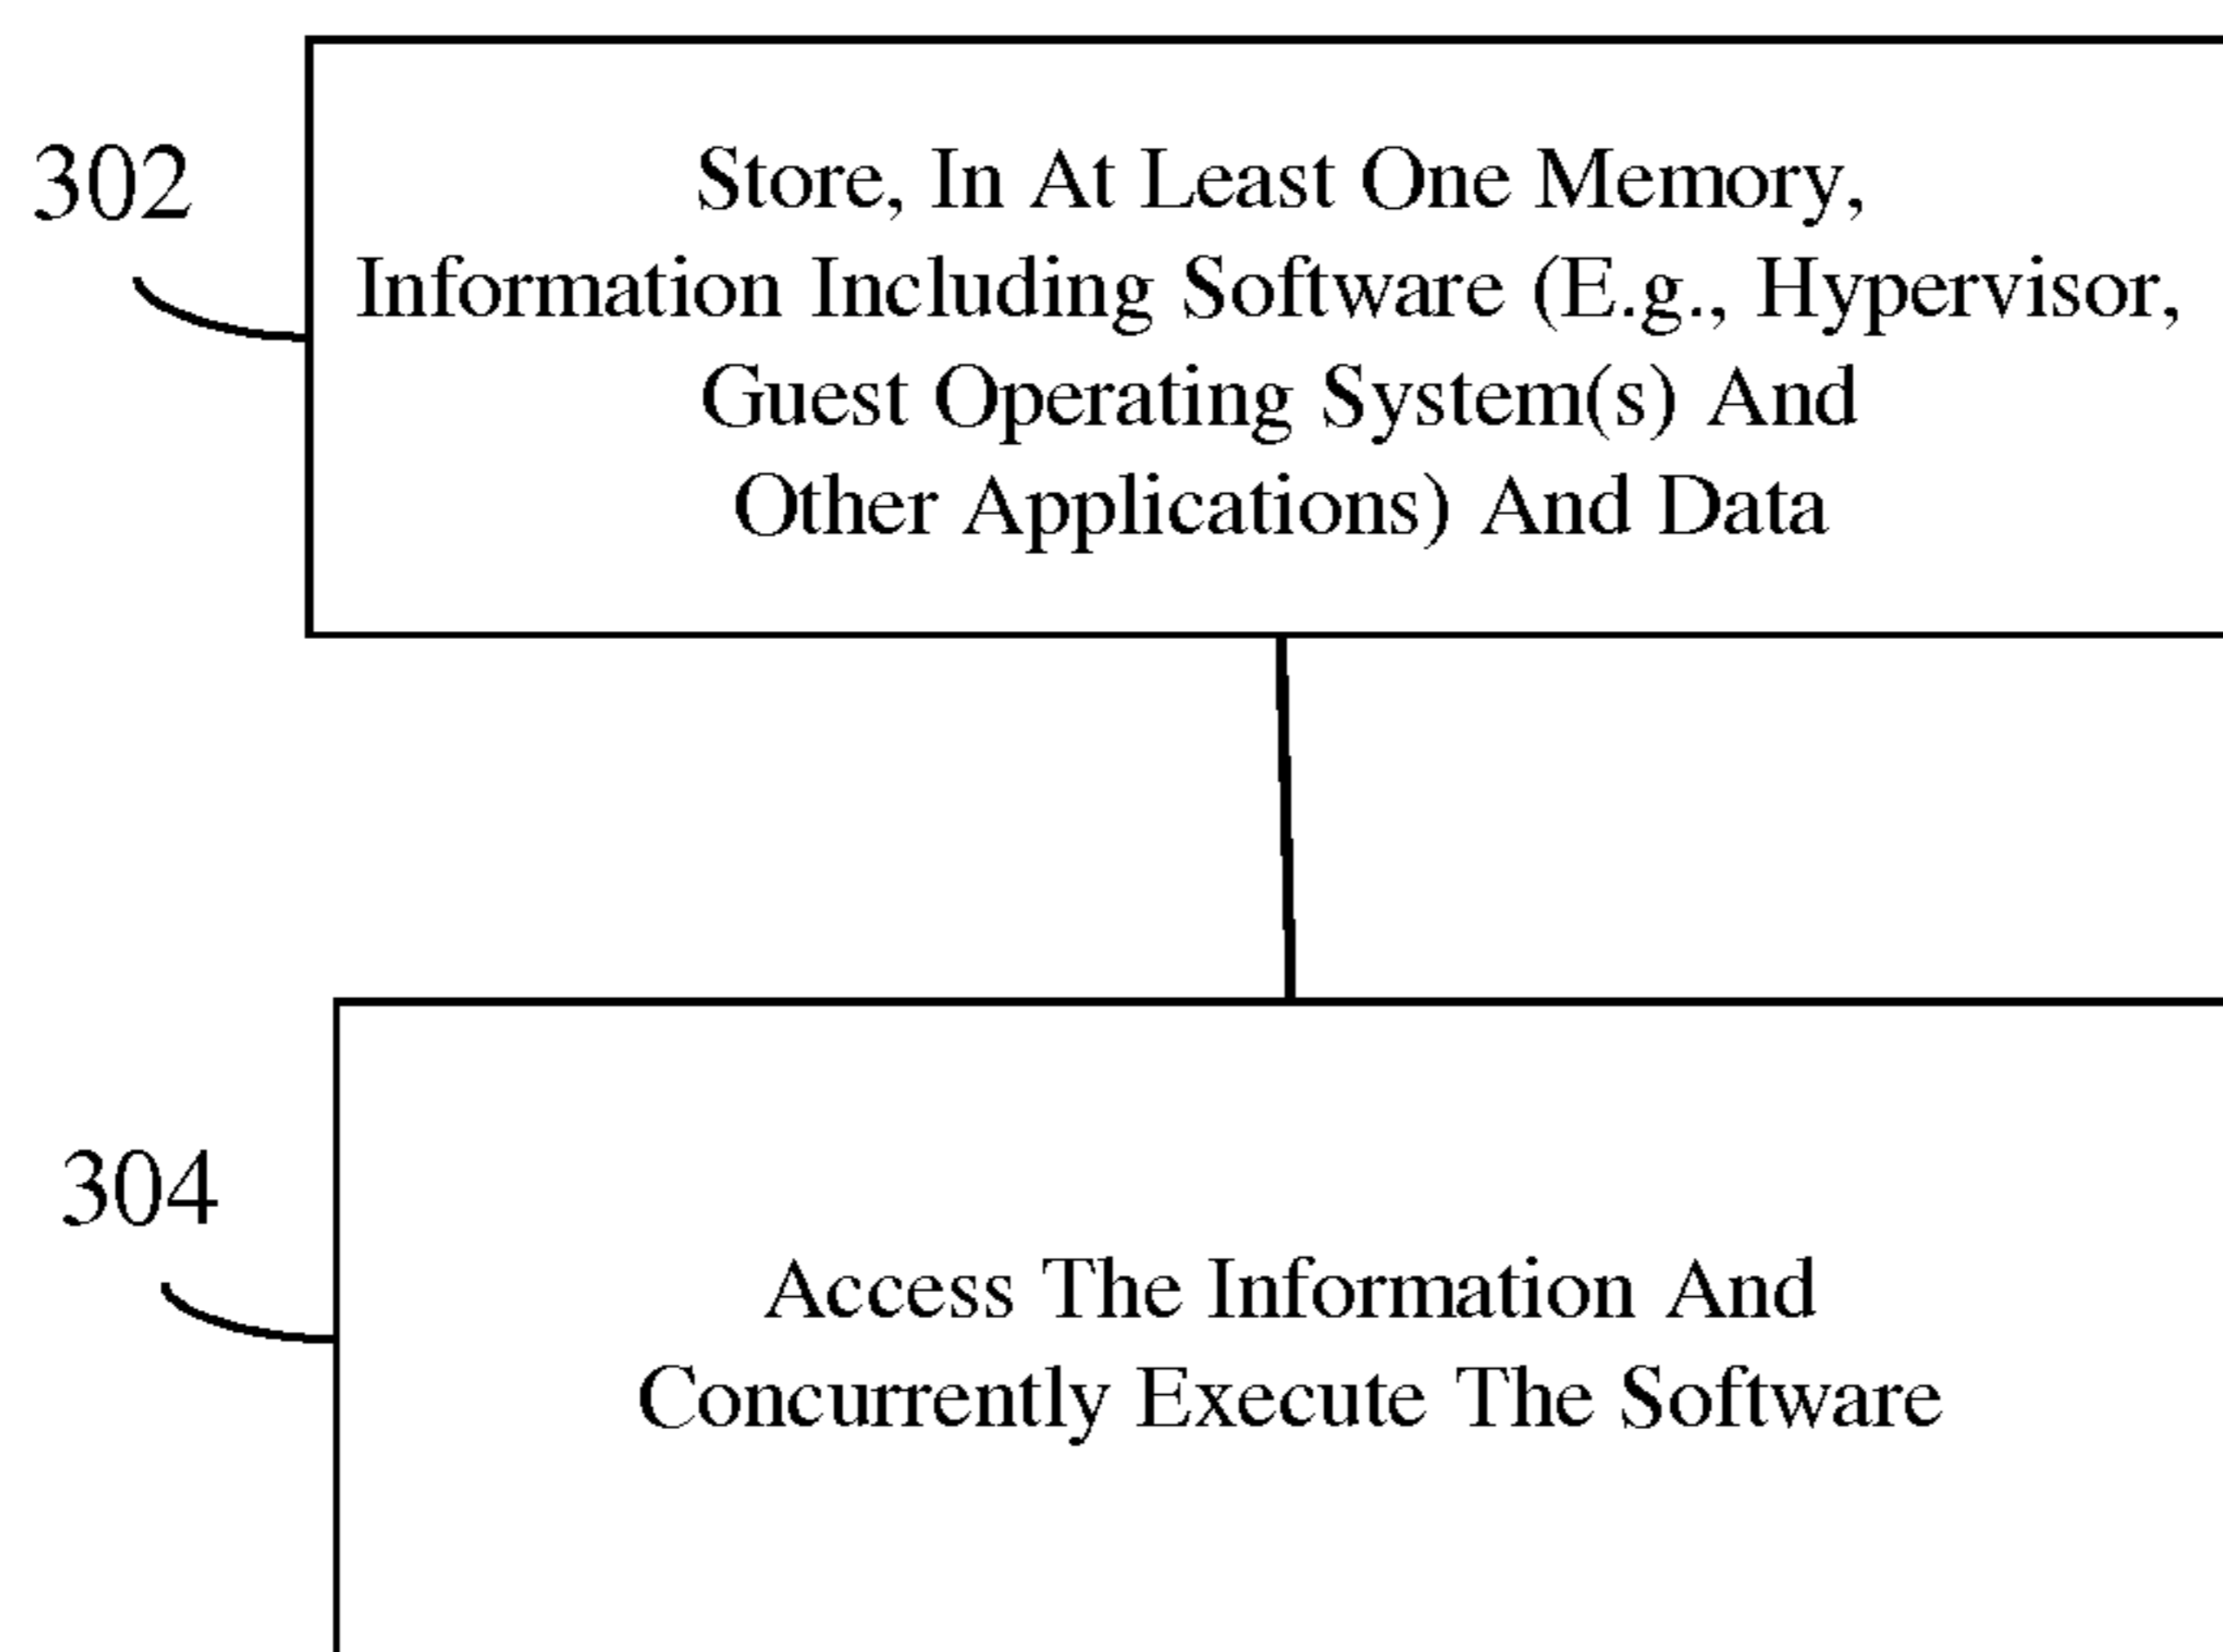 302
Store, In At Least One Memory,
Information Including Software (E.g., Hypervisor,
Guest Operating System(s) And
Other Applications) And Data
304
Access The Information And
Concurrently Execute The Software